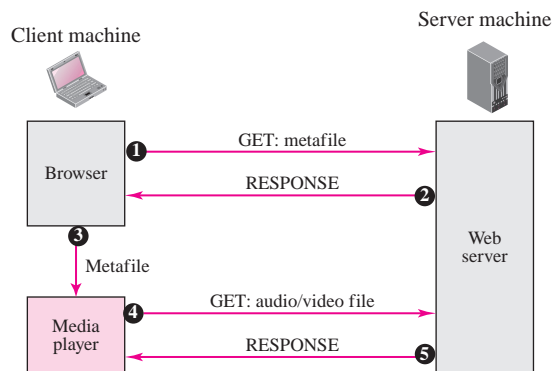 Client machine
Server machine
Browser
1
GET: metafile
RESPONSE
2
3
Metafile
Web
server
Media
player
4
GET: audio/video file
RESPONSE
5